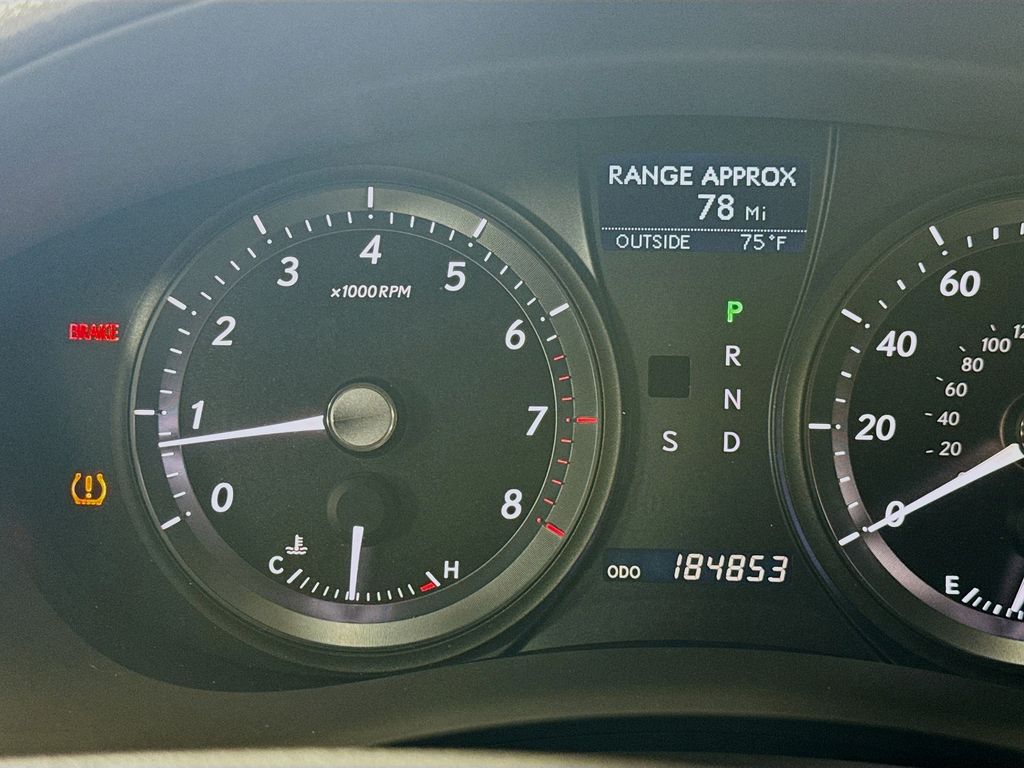 RANGE APPROX
78 Mi
OUTSIDE 75°F
BRAKE
x1000RPM
0
1
2
3
4
5
6
7
8
C
H
P
R
N
D
S
ODO 184853
0
20
40
60
20
40
60
80
100
E